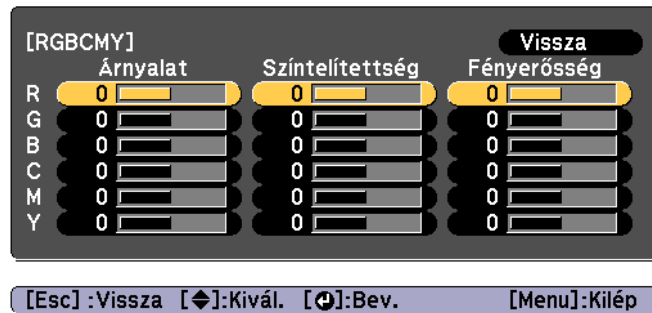 [RGBCMY] Vissza
Árnyalat Színtelítettség Fényerősség
R 0 0 0
G 0 0 0
B 0 0 0
C 0 0 0
M 0 0 0
Y 0 0 0
[Esc] :Vissza [◆]:Kivál. [⏎]:Bev. [Menu]:Kilép